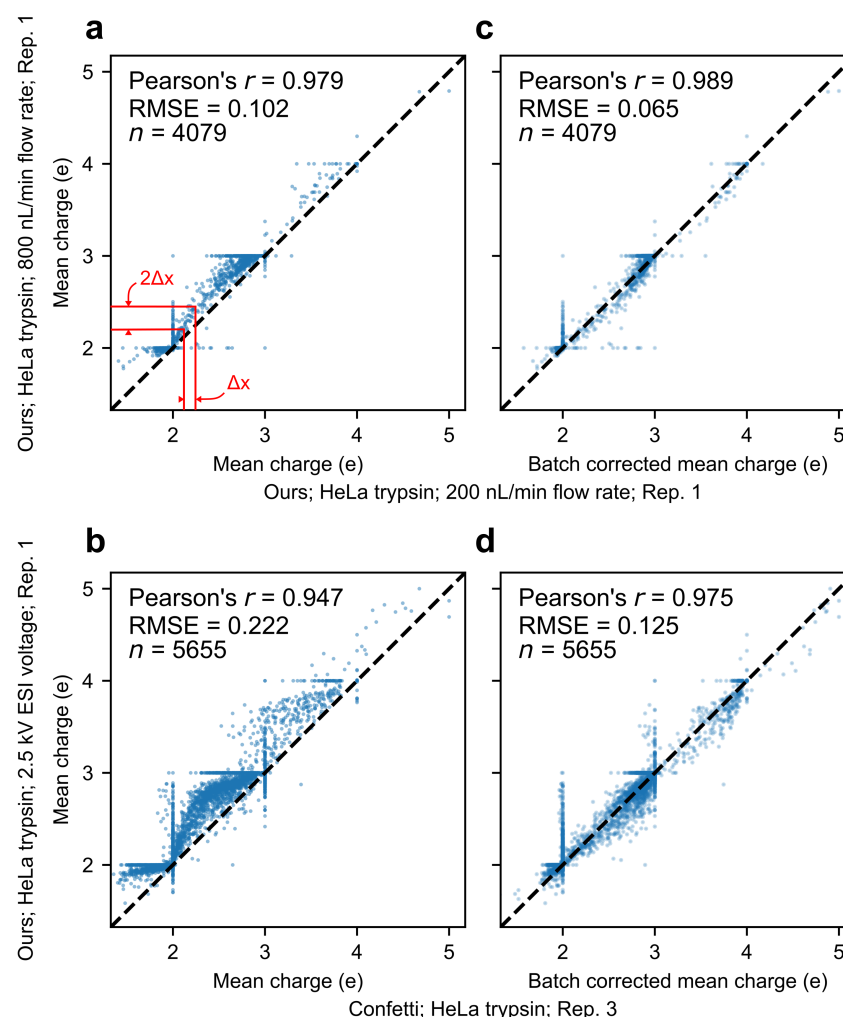 a
Ours; HeLa trypsin; 800 nL/min flow rate; Rep. 1
Mean charge (e)
Pearson's r = 0.979
RMSE = 0.102
n = 4079
2Δx
Δx
5
4
3
2
2
3
4
5
Mean charge (e)
c
Pearson's r = 0.989
RMSE = 0.065
n = 4079
2
3
4
5
Batch corrected mean charge (e)
Ours; HeLa trypsin; 200 nL/min flow rate; Rep. 1
b
Ours; HeLa trypsin; 2.5 kV ESI voltage; Rep. 1
Mean charge (e)
Pearson's r = 0.947
RMSE = 0.222
n = 5655
5
4
3
2
2
3
4
5
Mean charge (e)
d
Pearson's r = 0.975
RMSE = 0.125
n = 5655
2
3
4
5
Batch corrected mean charge (e)
Confetti; HeLa trypsin; Rep. 3